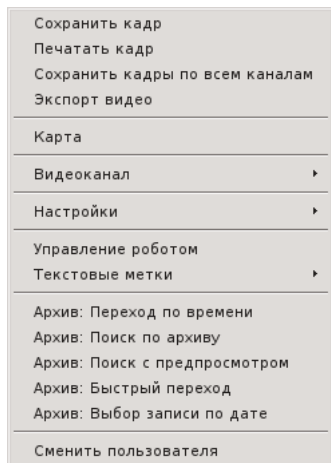 Сохранить кадр
Печатать кадр
Сохранить кадры по всем каналам
Экспорт видео
Карта
Видеоканал
Настройки
Управление роботом
Текстовые метки
Архив: Переход по времени
Архив: Поиск по архиву
Архив: Поиск с предпросмотром
Архив: Быстрый переход
Архив: Выбор записи по дате
Сменить пользователя